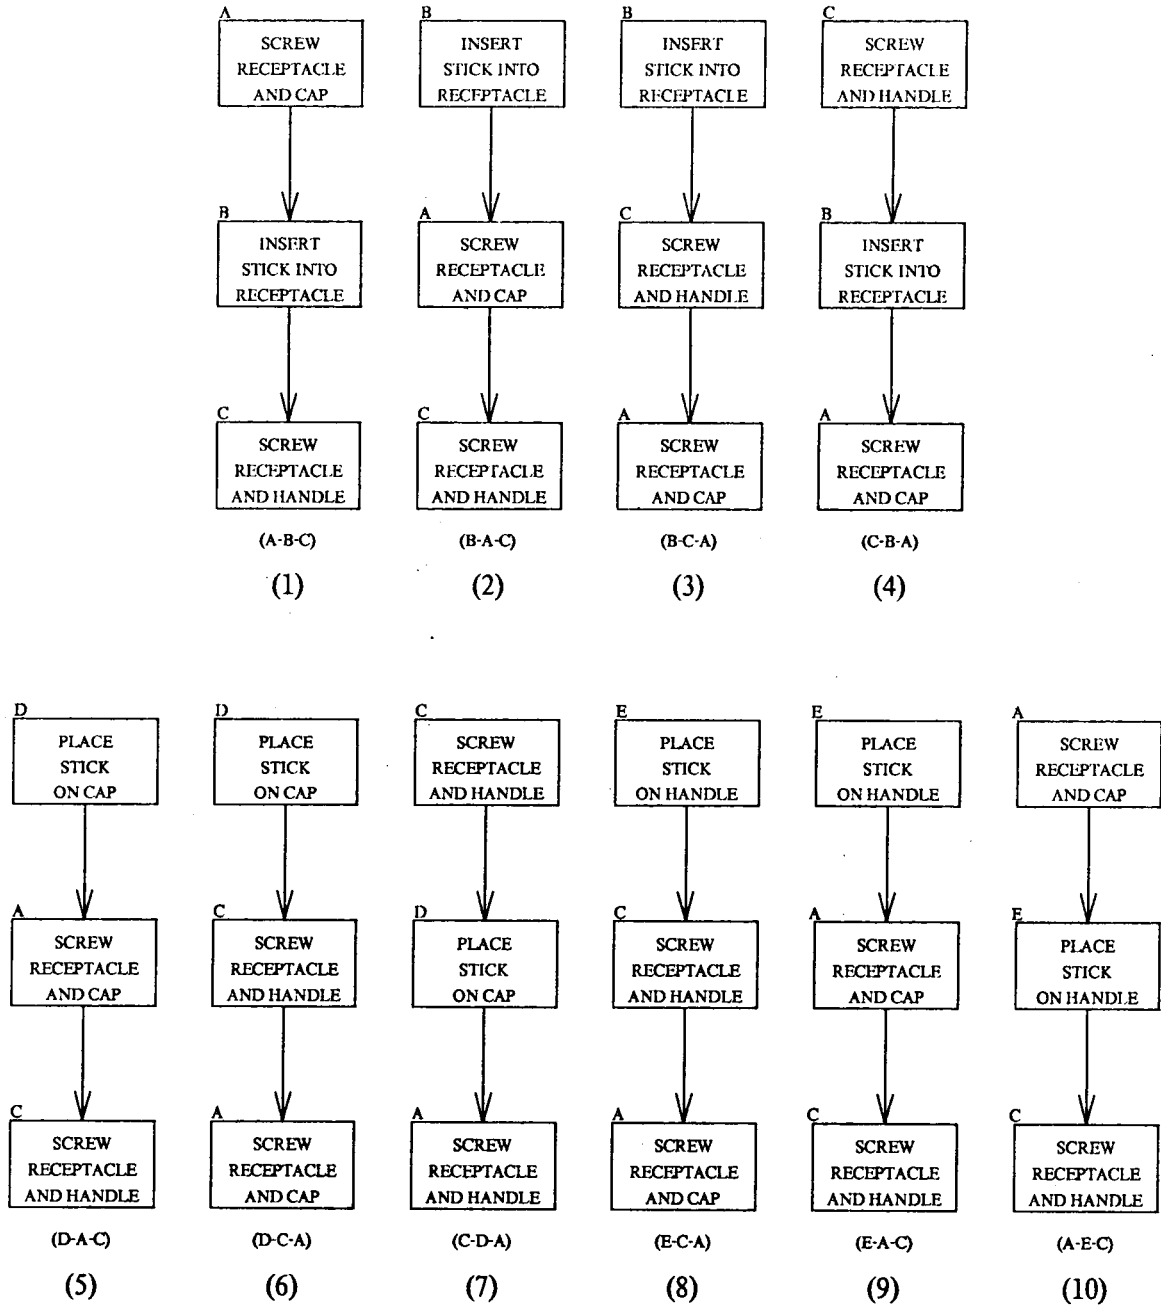 A B B C
SCREW INSERT INSERT SCREW
RECEPTACLE STICK INTO STICK INTO RECEPTACLE
AND CAP RECEPTACLE RECEPTACLE AND HANDLE
B A C B
INSERT SCREW SCREW INSERT
STICK INTO RECEPTACLE RECEPTACLE STICK INTO
RECEPTACLE AND CAP AND HANDLE RECEPTACLE
C C A A
SCREW SCREW SCREW SCREW
RECEPTACLE RECEPTACLE RECEPTACLE RECEPTACLE
AND HANDLE AND HANDLE AND CAP AND CAP
(A-B-C) (B-A-C) (B-C-A) (C-B-A)
(1) (2) (3) (4)
D D C E E A
PLACE PLACE SCREW PLACE PLACE SCREW
STICK STICK RECEPTACLE STICK STICK RECEPTACLE
ON CAP ON CAP AND HANDLE ON HANDLE ON HANDLE AND CAP
A C D C A E
SCREW SCREW PLACE SCREW SCREW PLACE
RECEPTACLE RECEPTACLE STICK RECEPTACLE RECEPTACLE STICK
AND CAP AND HANDLE ON CAP AND HANDLE AND CAP ON HANDLE
C A A A C C
SCREW SCREW SCREW SCREW SCREW SCREW
RECEPTACLE RECEPTACLE RECEPTACLE RECEPTACLE RECEPTACLE RECEPTACLE
AND HANDLE AND CAP AND HANDLE AND CAP AND HANDLE AND HANDLE
(D-A-C) (D-C-A) (C-D-A) (E-C-A) (E-A-C) (A-E-C)
(5) (6) (7) (8) (9) (10)